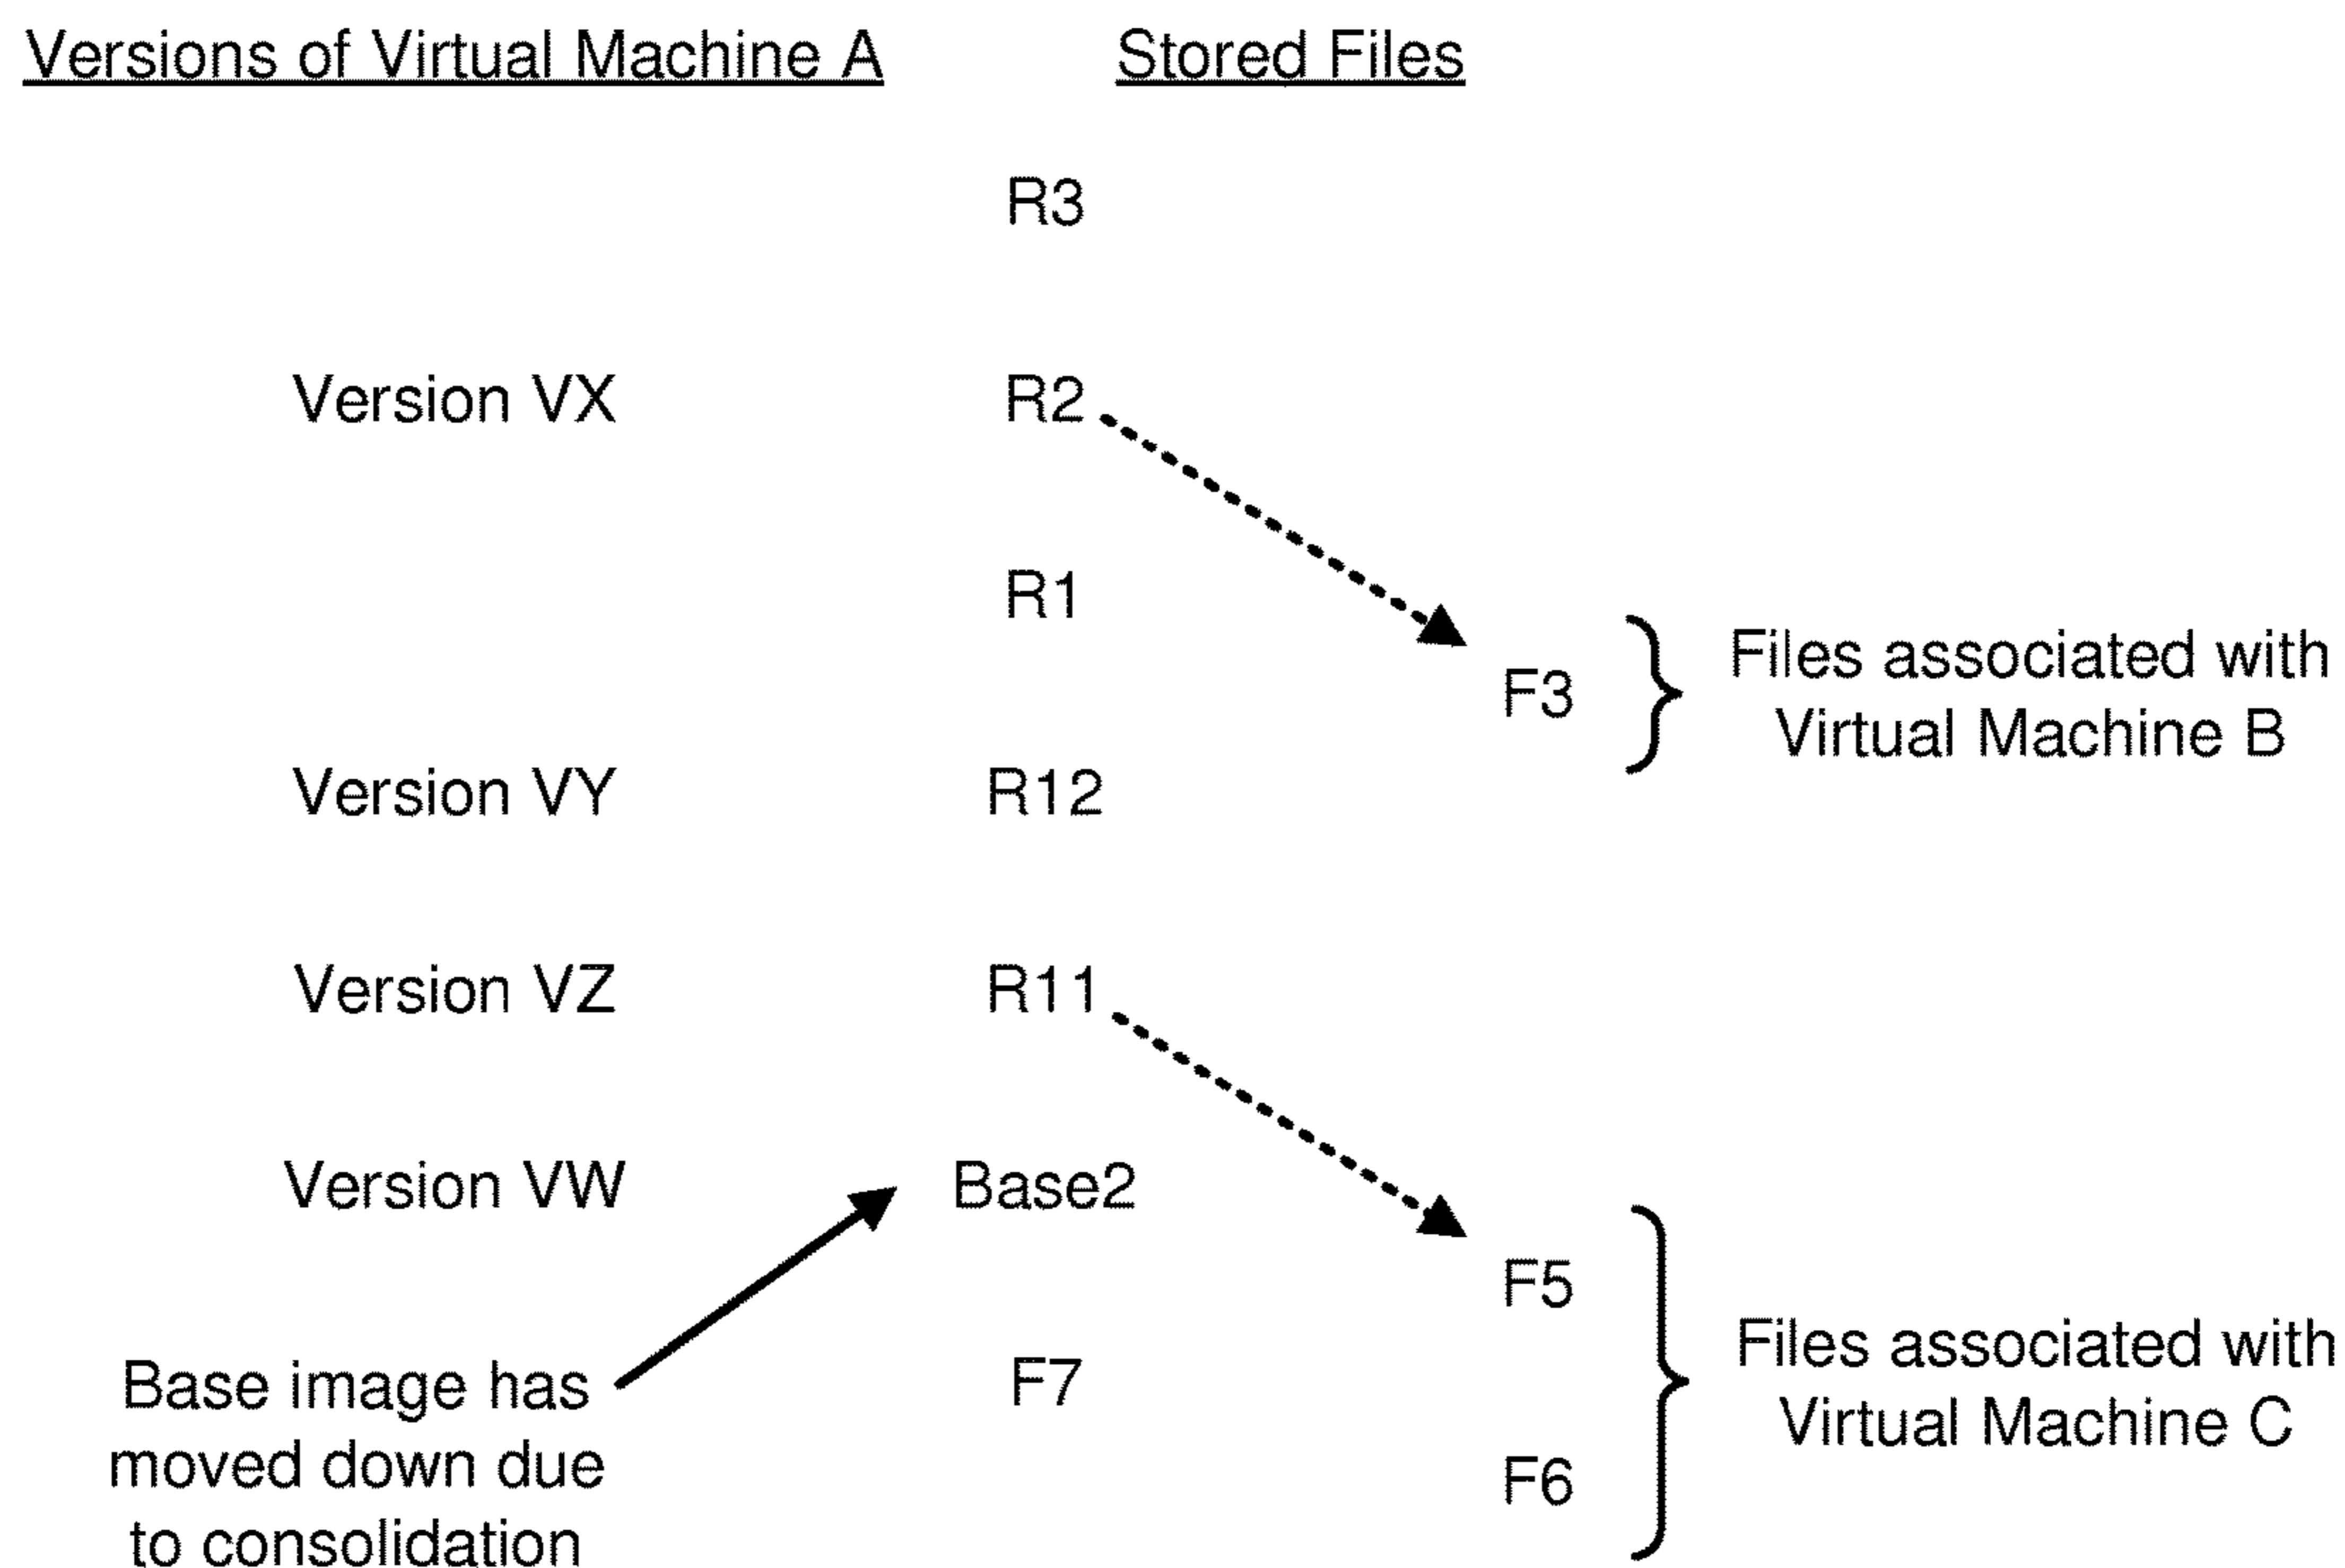 Versions of Virtual Machine A Stored Files
R3
Version VX R2
R1
Files associated with
Virtual Machine B
F3
Version VY R12
Version VZ R11
Version VW Base2
F5
Files associated with
Virtual Machine C
Base image has
moved down due
to consolidation
F7
F6